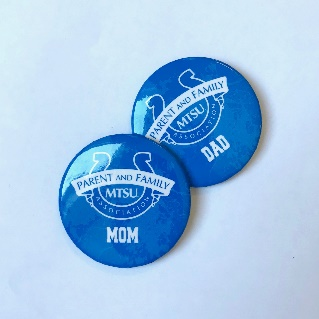 PARENT AND FAMILY
MTSU
ASSOCIATION
DAD
PARENT AND FAMILY
MTSU
ASSOCIATION
MOM